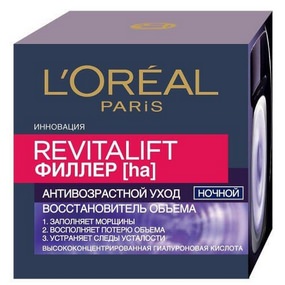 L'ORÉAL
PARIS
ИННОВАЦИЯ
REVITALIFT
ФИЛЛЕР [ha]
АНТИВОЗРАСТНОЙ УХОД
НОЧНОЙ
ВОССТАНОВИТЕЛЬ ОБЪЕМА
1. ЗАПОЛНЯЕТ МОРЩИНЫ
2. ВОСПОЛНЯЕТ ПОТЕРЮ ОБЪЕМА
3. УСТРАНЯЕТ СЛЕДЫ УСТАЛОСТИ
ВЫСОКОКОНЦЕНТРИРОВАННАЯ ГИАЛУРОНОВАЯ КИСЛОТА